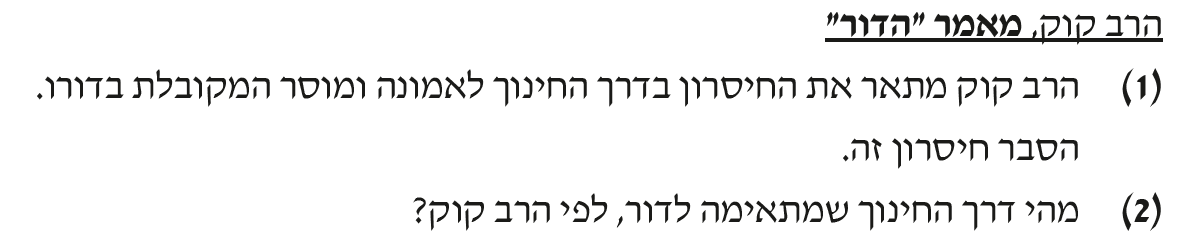 הרב קוק, מאמר "הדור"
(1) הרב קוק מתאר את החיסרון בדרך החינוך לאמונה ומוסר המקובלת בדורו.
הסבר חיסרון זה.
(2) מהי דרך החינוך שמתאימה לדור, לפי הרב קוק?